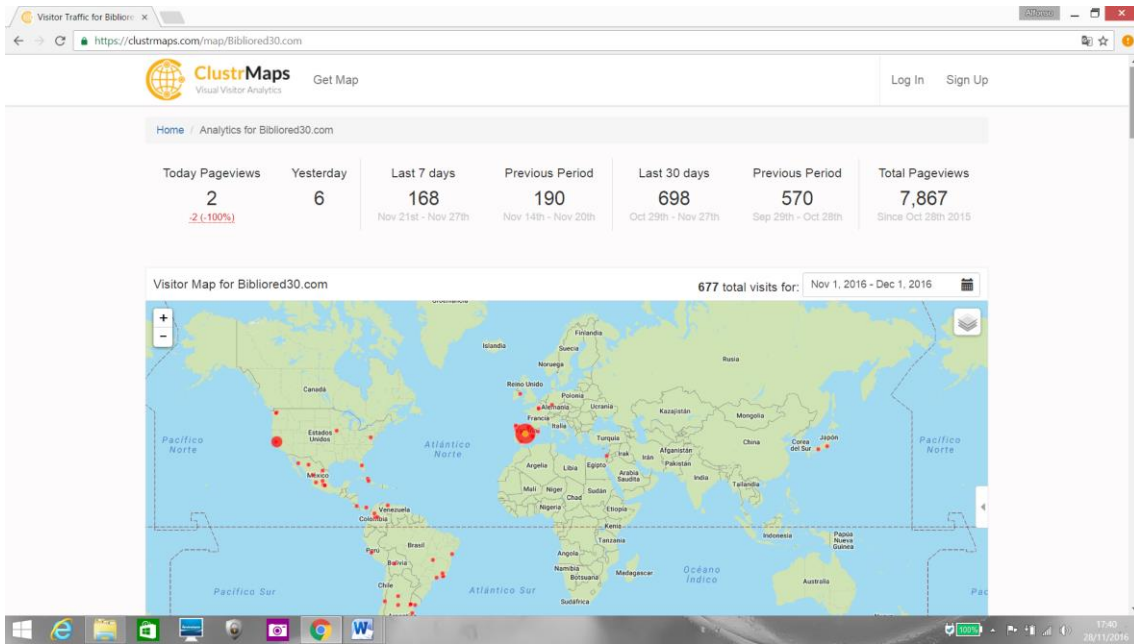 Visitor Traffic for Bibliore
Alfonso
https://clustrmaps.com/map/Bibliored30.com
ClustrMaps
Visual Visitor Analytics
Get Map
Log In
Sign Up
Home / Analytics for Bibliored30.com
Today Pageviews
2
-2 (-100%)
Yesterday
6
Last 7 days
168
Nov 21st - Nov 27th
Previous Period
190
Nov 14th - Nov 20th
Last 30 days
698
Oct 29th - Nov 27th
Previous Period
570
Sep 29th - Oct 28th
Total Pageviews
7,867
Since Oct 28th 2015
Visitor Map for Bibliored30.com
677 total visits for:
Nov 1, 2016 - Dec 1, 2016
+
−
Finlandia
Islandia
Suecia
Rusia
Noruega
Canadá
Reino Unido
Polonia
Alemania
Ucrania
Kazajistán
Mongolia
Francia
Italia
Estados
Unidos
Pacífico
Norte
Atlántico
Norte
Turquía
Afganistán
China
Corea
del Sur
Japón
Pacífico
Norte
Irak
Irán
Pakistán
Argelia
Libia
Egipto
Arabia
Saudita
India
México
Tailandia
Malí
Níger
Chad
Sudán
Venezuela
Nigeria
Etiopía
Colombia
Kenia
Indonesia
Papúa
Nueva
Guinea
Tanzania
Perú
Brasil
Angola
Bolivia
Namibia
Botsuana
Madagascar
Océano
Índico
Australia
Chile
Pacífico Sur
Atlántico Sur
Sudáfrica
100%
17:40
28/11/2016